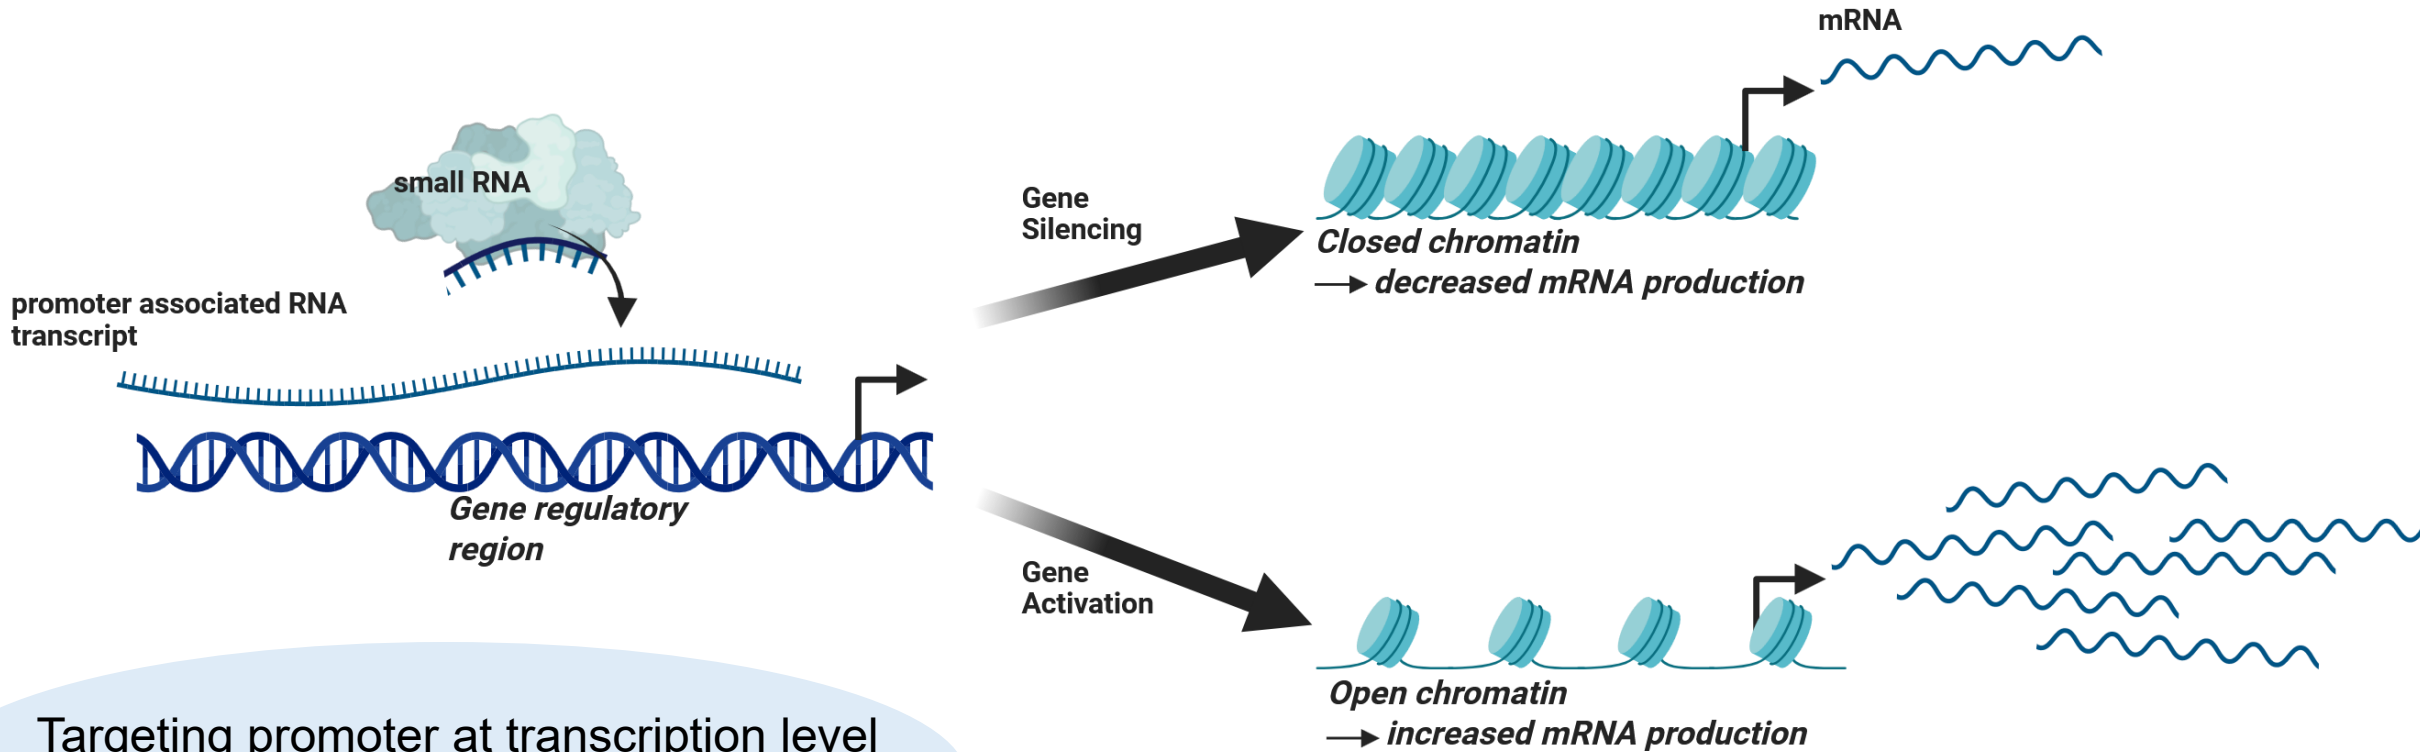 mRNA
small RNA
Gene
Silencing
Closed chromatin
decreased mRNA production
promoter associated RNA
transcript
Gene regulatory
region
Gene
Activation
Open chromatin
increased mRNA production
Targeting promoter at transcription level